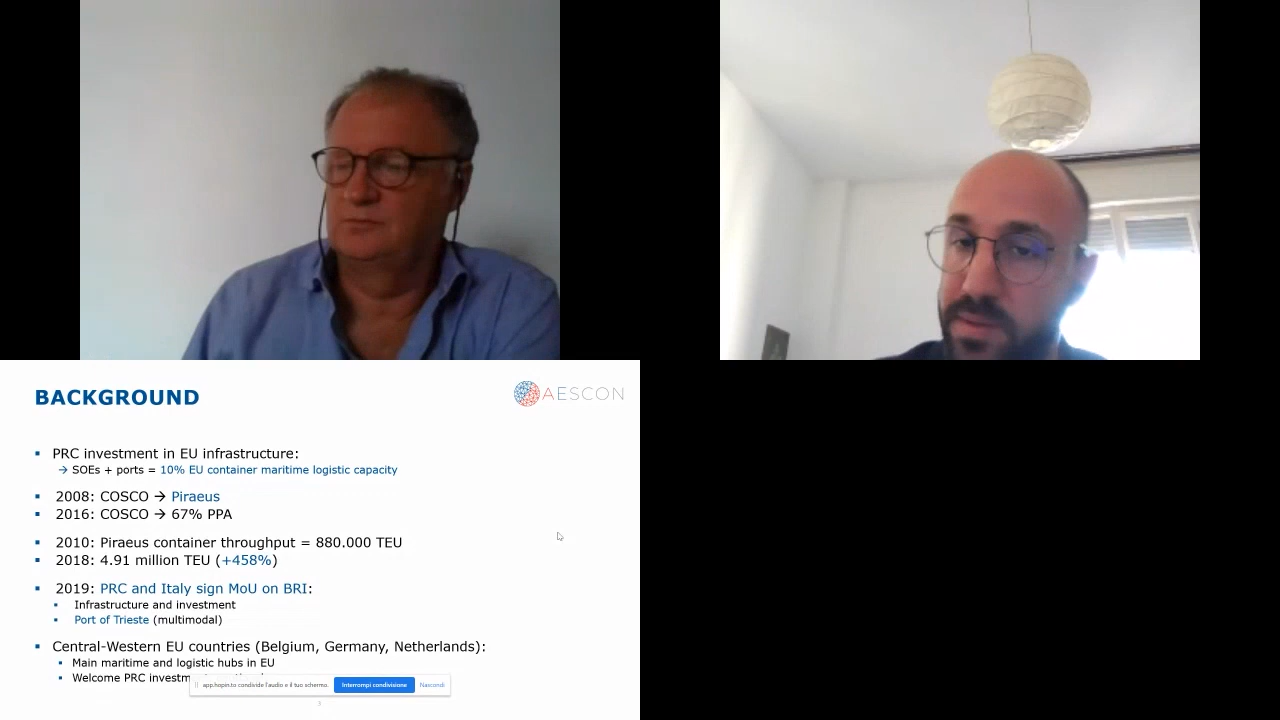 BACKGROUND
AESCON
▪ PRC investment in EU infrastructure:
→ SOEs + ports = 10% EU container maritime logistic capacity
▪ 2008: COSCO → Piraeus
▪ 2016: COSCO → 67% PPA
▪ 2010: Piraeus container throughput = 880.000 TEU
▪ 2018: 4.91 million TEU (+458%)
▪ 2019: PRC and Italy sign MoU on BRI:
▪ Infrastructure and investment
▪ Port of Trieste (multimodal)
▪ Central-Western EU countries (Belgium, Germany, Netherlands):
▪ Main maritime and logistic hubs in EU
▪ Welcome PRC
app.hopin.to condivide l'audio e il tuo schermo. Interrompi condivisione Nascondi
3